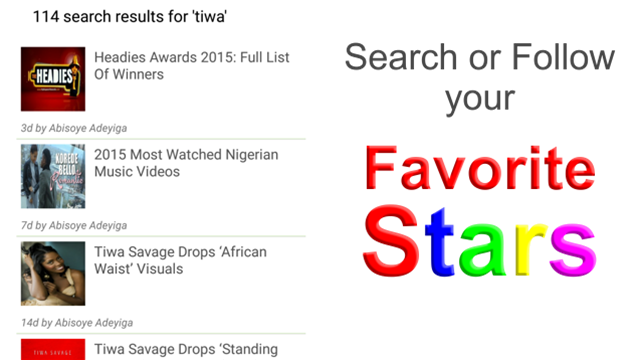 114 search results for 'tiwa'
HEADIES
Headies Awards 2015: Full List
Of Winners
3d by Abisoye Adeyiga
KOREDE
BELLO
Romantic
2015 Most Watched Nigerian
Music Videos
7d by Abisoye Adeyiga
Tiwa Savage Drops ‘African
Waist’ Visuals
14d by Abisoye Adeyiga
TIWA SAVAGE
Tiwa Savage Drops ‘Standing
Search or Follow
your
Favorite
Stars